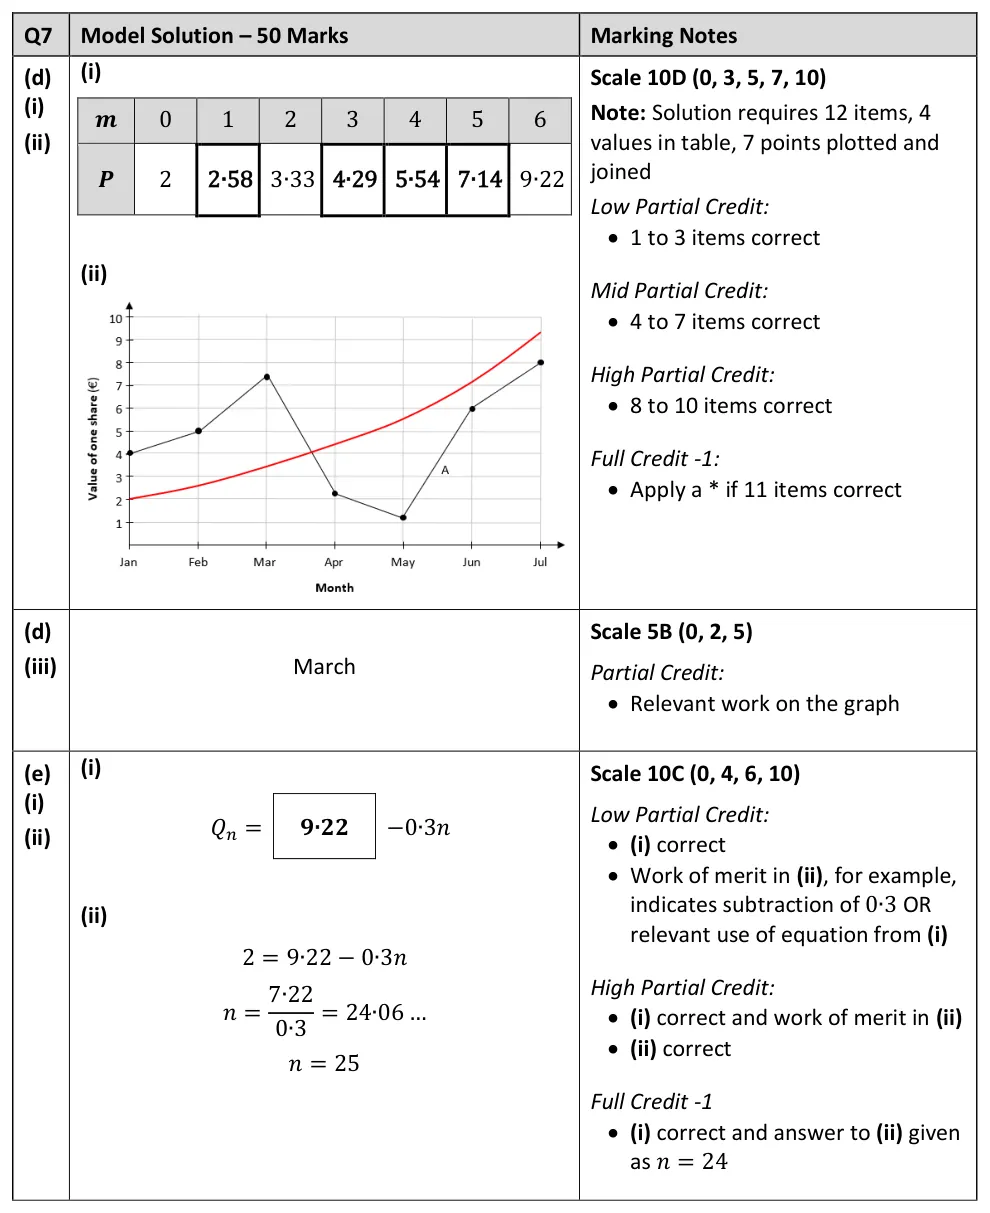 Q7 Model Solution – 50 Marks Marking Notes
(d)
(i)
(ii)
(i)
m 0 1 2 3 4 5 6
P 2 2·58 3·33 4·29 5·54 7·14 9·22
(ii)
Value of one share (€)
10
9
8
7
6
5
4
3
2
1
A
Jan Feb Mar Apr May Jun Jul
Month
Scale 10D (0, 3, 5, 7, 10)
Note: Solution requires 12 items, 4
values in table, 7 points plotted and
joined
Low Partial Credit:
• 1 to 3 items correct
Mid Partial Credit:
• 4 to 7 items correct
High Partial Credit:
• 8 to 10 items correct
Full Credit -1:
• Apply a * if 11 items correct
(d)
(iii)
March
Scale 5B (0, 2, 5)
Partial Credit:
• Relevant work on the graph
(e)
(i)
(ii)
(i)
Qₙ = 9·22 −0·3n
(ii)
2 = 9·22 − 0·3n
n = 7·22/0·3 = 24·06 …
n = 25
Scale 10C (0, 4, 6, 10)
Low Partial Credit:
• (i) correct
• Work of merit in (ii), for example,
indicates subtraction of 0·3 OR
relevant use of equation from (i)
High Partial Credit:
• (i) correct and work of merit in (ii)
• (ii) correct
Full Credit -1
• (i) correct and answer to (ii) given
as n = 24